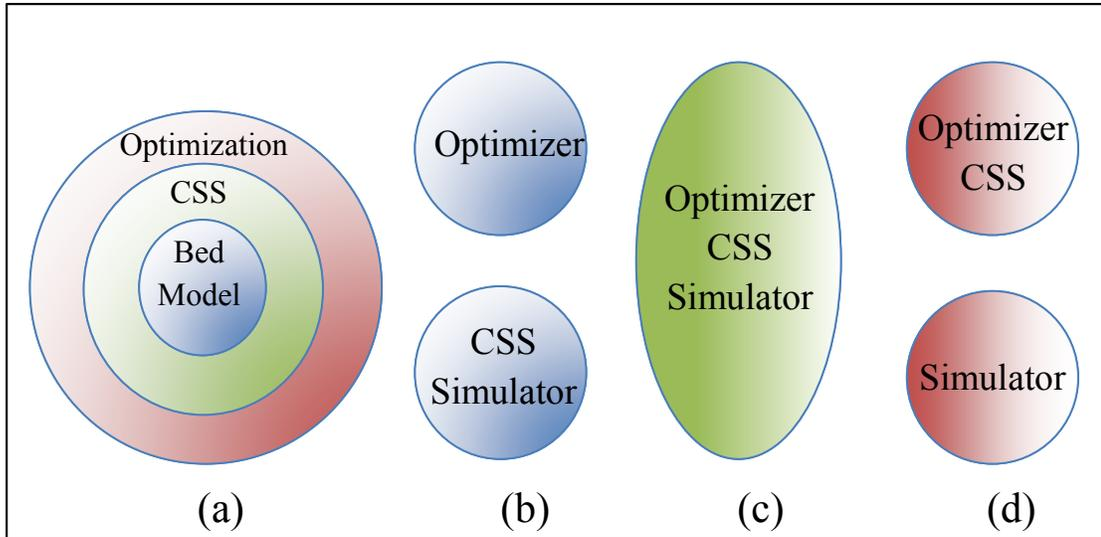 Optimization
CSS
Bed
Model
(a)
Optimizer
CSS
Simulator
(b)
Optimizer
CSS
Simulator
(c)
Optimizer
CSS
Simulator
(d)